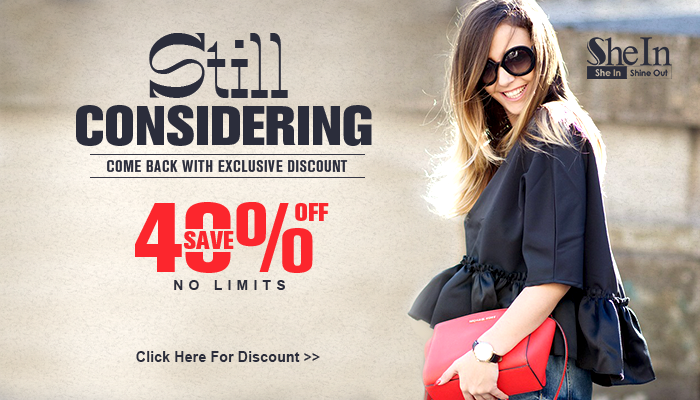 Still
CONSIDERING
COME BACK WITH EXCLUSIVE DISCOUNT
40% OFF
SAVE
NO LIMITS
Click Here For Discount >>
SheIn
She In Shine Out